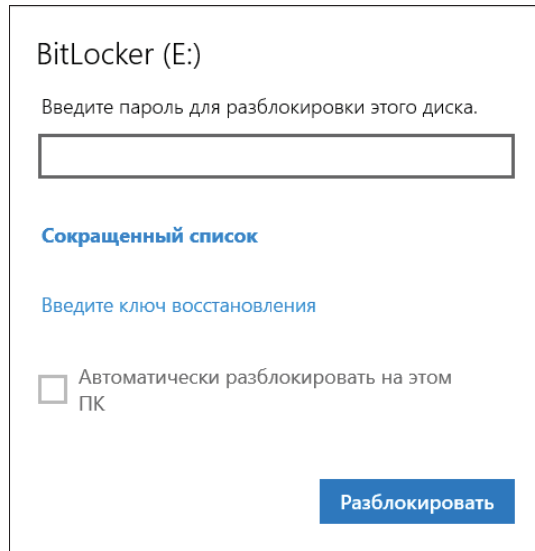 BitLocker (E:)
Введите пароль для разблокировки этого диска.
Сокращенный список
Введите ключ восстановления
Автоматически разблокировать на этом
ПК
Разблокировать